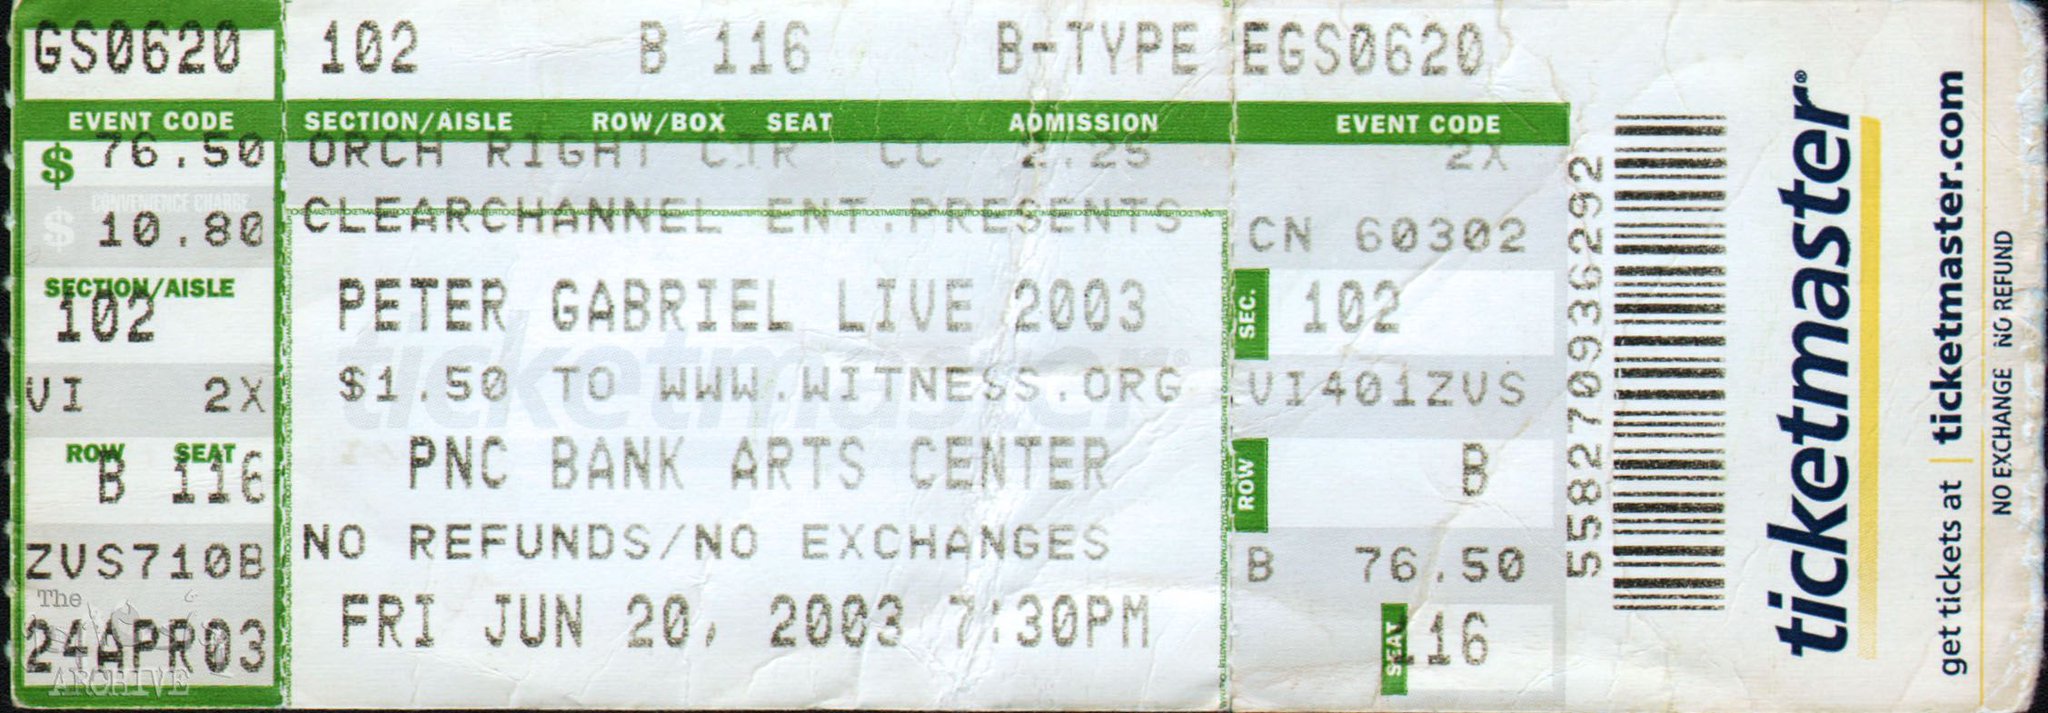 GS0620 102 B 116 B-TYPE EGS0620
EVENT CODE SECTION/AISLE ROW/BOX SEAT ADMISSION EVENT CODE
$ 76.50 ORCH RIGHT CTR CC 2.25 2X
CONVENIENCE CHARGE
$ 10.80 CLEARCHANNEL ENT.PRESENTS CN 60302
SECTION/AISLE
102 PETER GABRIEL LIVE 2003 SEC. 102
VI 2X $1.50 TO WWW.WITNESS.ORG VI401ZVS
ROW SEAT
B 116 PNC BANK ARTS CENTER ROW B
ZVS710B NO REFUNDS/NO EXCHANGES B 76.50
24APR03 FRI JUN 20, 2003 7:30PM SEAT 116
The
ARCHIVE
ticketmaster
558270936292
ticketmaster®
get tickets at | ticketmaster.com
NO EXCHANGE NO REFUND